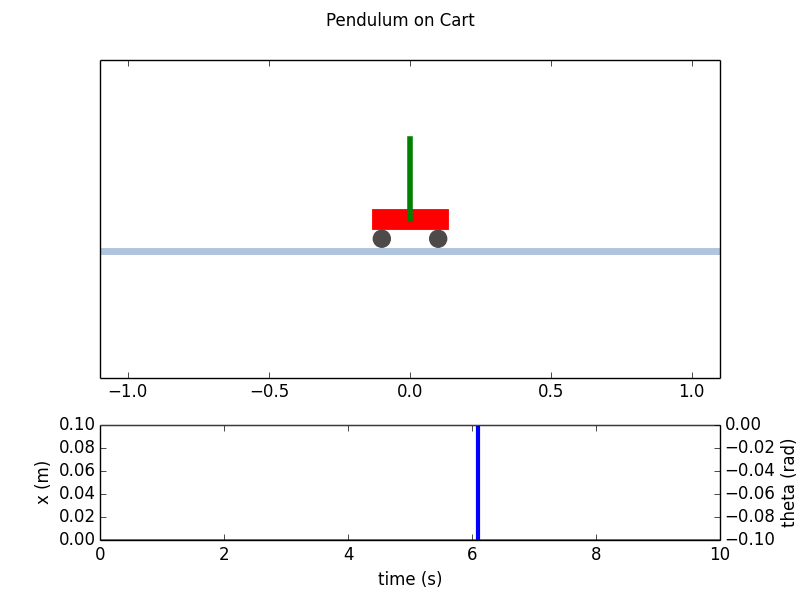 Pendulum on Cart
−1.0 −0.5 0.0 0.5 1.0
0.10 0.00
0.08 −0.02
0.06 −0.04
0.04 −0.06
0.02 −0.08
0.00 −0.10
x (m)
theta (rad)
0 2 4 6 8 10
time (s)